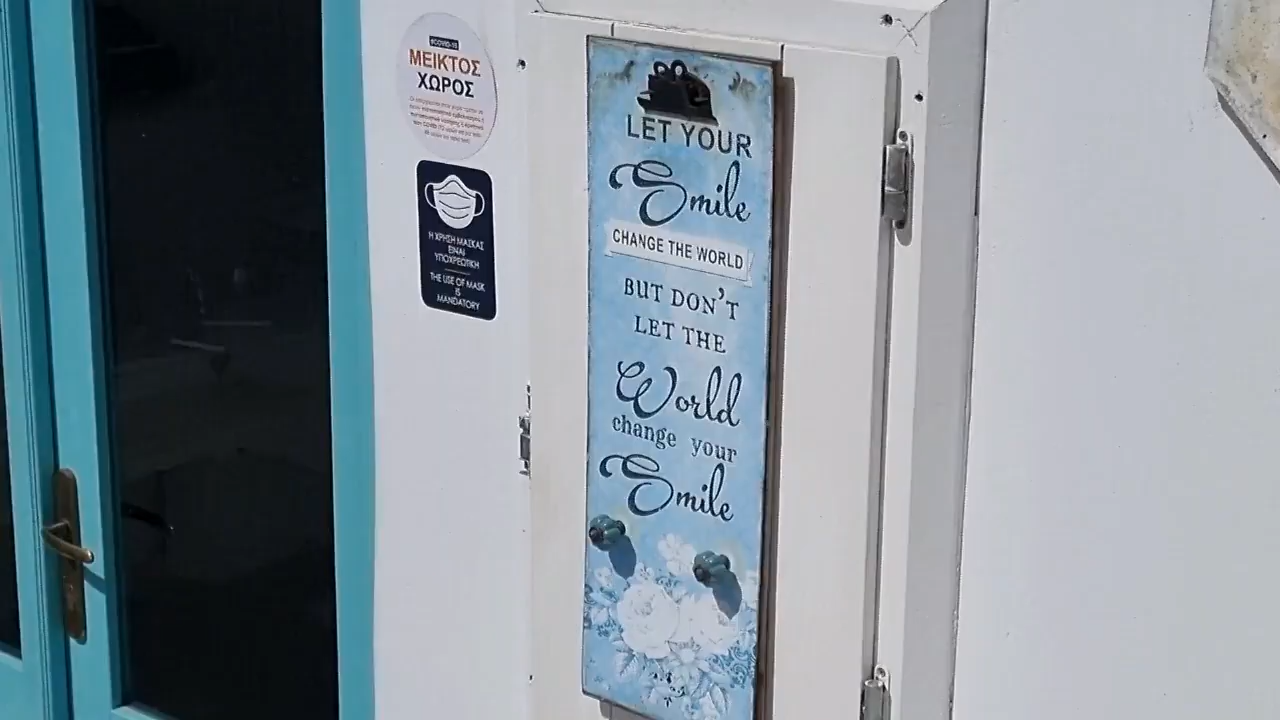 #COVID-19
ΜΕΙΚΤΟΣ
ΧΩΡΟΣ
Η ΧΡΗΣΗ ΜΑΣΚΑΣ
ΕΙΝΑΙ
ΥΠΟΧΡΕΩΤΙΚΗ
THE USE OF MASK
IS
MANDATORY
LET YOUR
Smile
CHANGE THE WORLD
BUT DON'T
LET THE
World
change your
Smile